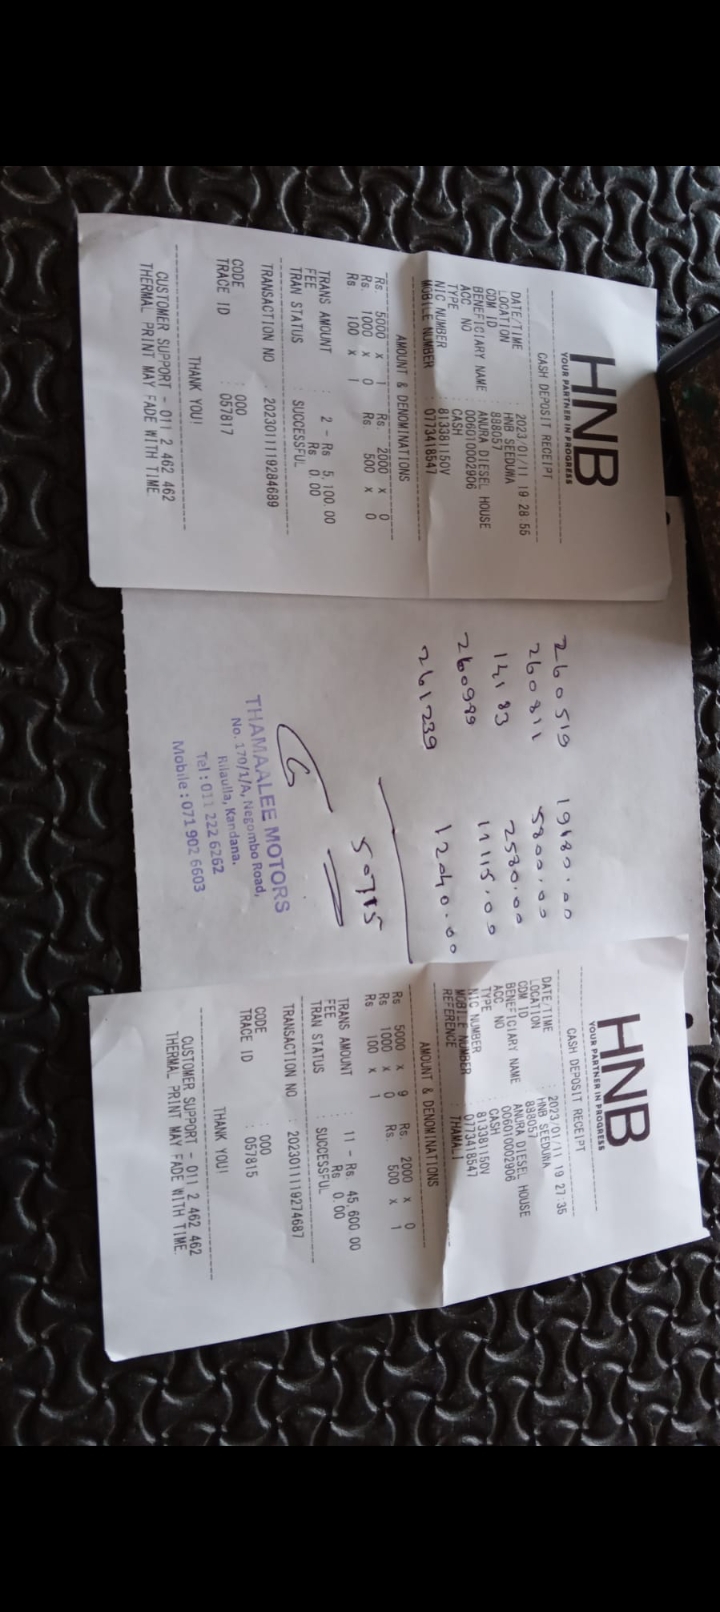 HNB
YOUR PARTNER IN PROGRESS
CASH DEPOSIT RECEIPT
DATE/TIME : 2023/01/11 19 28:55
LOCATION : HNB SEEDUWA
CDM ID : 888057
BENEFICIARY NAME : ANURA DIESEL HOUSE
ACC NO : 006010002906
TYPE : CASH
NIC NUMBER : 813381150V
MOBILE NUMBER : 0773418547
AMOUNT & DENOMINATIONS
Rs 5000 x 1 Rs 2000 x 0
Rs 1000 x 0 Rs 500 x 0
Rs 100 x 1
TRANS AMOUNT : 2 - Rs 5,100.00
FEE Rs 0.00
TRAN STATUS : SUCCESSFUL
TRANSACTION NO : 2023011119284689
CODE : 000
TRACE ID : 057817
THANK YOU!
CUSTOMER SUPPORT - 011 2 462 462
THERMAL PRINT MAY FADE WITH TIME
260519 19180.00
260811 5800.00
14183 2580.00
260989 11115.00
261239 12040.00
50715
THAMAALEE MOTORS
No. 170/1/A, Negombo Road,
Rilaulla, Kandana.
Tel : 011 222 6262
Mobile : 071 902 6603
HNB
YOUR PARTNER IN PROGRESS
CASH DEPOSIT RECEIPT
DATE/TIME : 2023/01/11 19 27:35
LOCATION : HNB SEEDUWA
CDM ID : 888057
BENEFICIARY NAME : ANURA DIESEL HOUSE
ACC NO : 006010002906
TYPE : CASH
NIC NUMBER : 813381150V
MOBILE NUMBER : 0773418547
REFERENCE : THAMALI
AMOUNT & DENOMINATIONS
Rs 5000 x 9 Rs. 2000 x 0
Rs 1000 x 0 Rs. 500 x 1
Rs 100 x 1
TRANS AMOUNT : 11 - Rs. 45,600.00
FEE Rs 0.00
TRAN STATUS : SUCCESSFUL
TRANSACTION NO : 2023011119274687
CODE : 000
TRACE ID : 057815
THANK YOU!
CUSTOMER SUPPORT - 011 2 462 462
THERMAL PRINT MAY FADE WITH TIME.